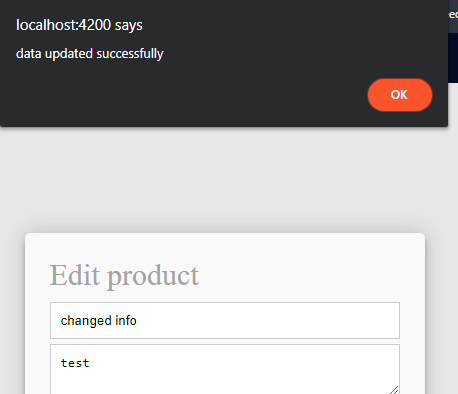 localhost:4200 says
data updated successfully
OK
Edit product
changed info
test